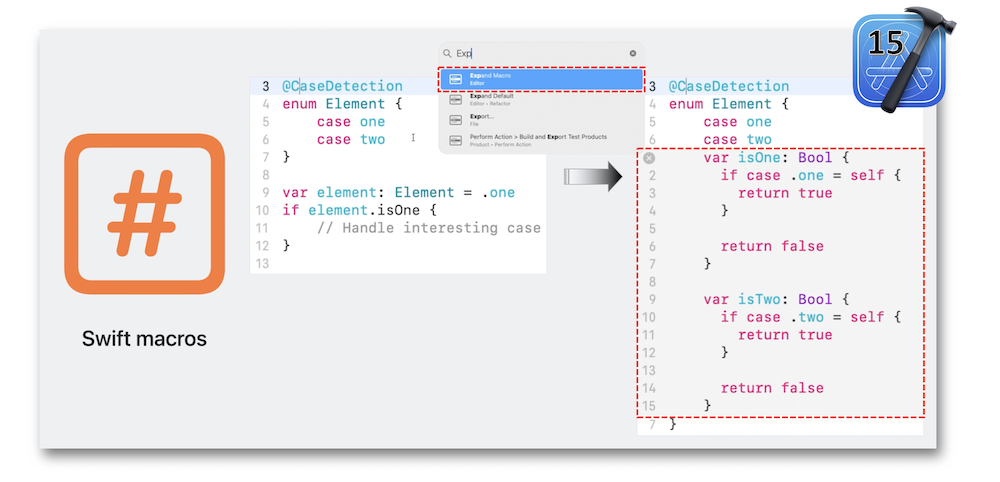 15
#
Swift macros
3 @CaseDetection
4 enum Element {
5 case one
6 case two
7 }
8
9 var element: Element = .one
10 if element.isOne {
11 // Handle interesting case
12 }
13
Exp
Expand Macro
Editor
Expand Default
Editor • Refactor
Export...
File
Perform Action > Build and Export Test Products
Product • Perform Action
3 @CaseDetection
4 enum Element {
5 case one
6 case two
var isOne: Bool {
2 if case .one = self {
3 return true
4 }
5
6 return false
7 }
8
9 var isTwo: Bool {
10 if case .two = self {
11 return true
12 }
13
14 return false
15 }
7 }